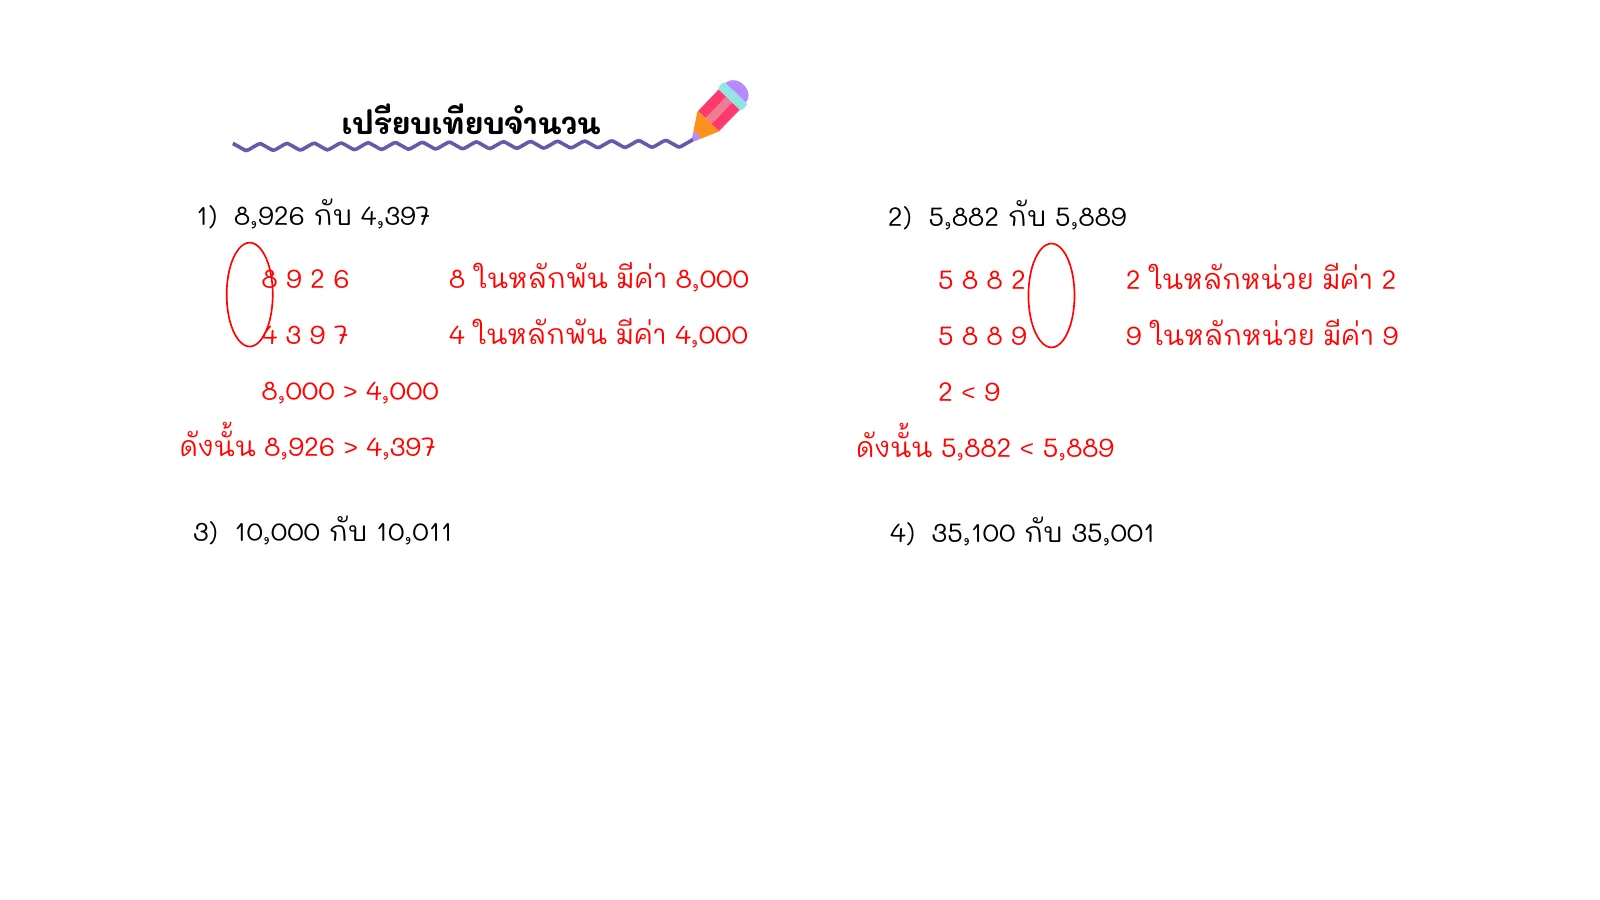 เปรียบเทียบจำนวน
1) 8,926 กับ 4,397
8 9 2 6 8 ในหลักพัน มีค่า 8,000
4 3 9 7 4 ในหลักพัน มีค่า 4,000
8,000 > 4,000
ดังนั้น 8,926 > 4,397
2) 5,882 กับ 5,889
5 8 8 2 2 ในหลักหน่วย มีค่า 2
5 8 8 9 9 ในหลักหน่วย มีค่า 9
2 < 9
ดังนั้น 5,882 < 5,889
3) 10,000 กับ 10,011
4) 35,100 กับ 35,001